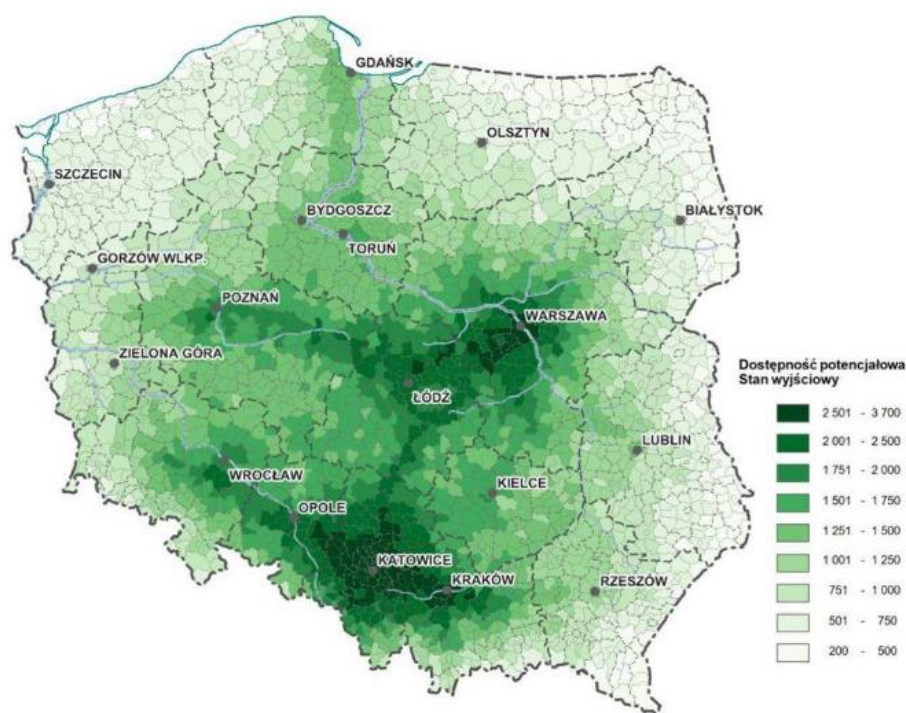 GDAŃSK
OLSZTYN
SZCZECIN
BYDGOSZCZ
BIAŁYSTOK
TORUŃ
GORZÓW WLKP.
POZNAŃ
WARSZAWA
ZIELONA GÓRA
ŁÓDŹ
Dostępność potencjałowa
Stan wyjściowy
2 501 - 3 700
2 001 - 2 500
LUBLIN
1 751 - 2 000
WROCŁAW
KIELCE
1 501 - 1 750
OPOLE
1 251 - 1 500
KATOWICE
1 001 - 1 250
KRAKÓW
RZESZÓW
751 - 1 000
501 - 750
200 - 500